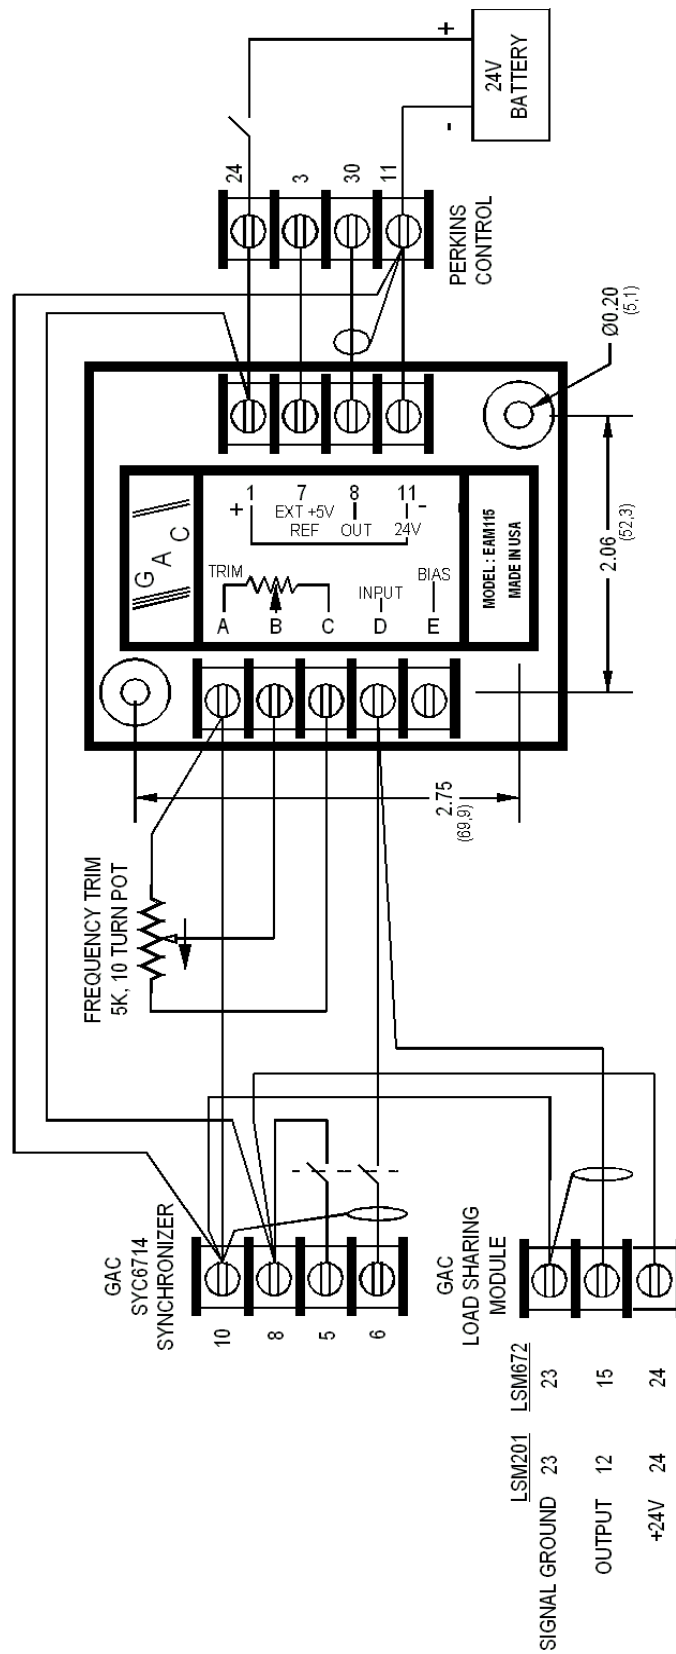 GAC
SYC6714
SYNCHRONIZER
10
8
5
6
FREQUENCY TRIM
5K, 10 TURN POT
GAC
TRIM
A
B
C
D
E
INPUT
BIAS
+
1
7
8
11
-
EXT +5V
REF
OUT
24V
MODEL : EAM115
MADE IN USA
24
3
30
11
PERKINS
CONTROL
+
-
24V
BATTERY
Ø0.20
(5,1)
2.75
(69,9)
2.06
(52,3)
GAC
LOAD SHARING
MODULE
LSM201 LSM672
SIGNAL GROUND 23 23
OUTPUT 12 15
+24V 24 24